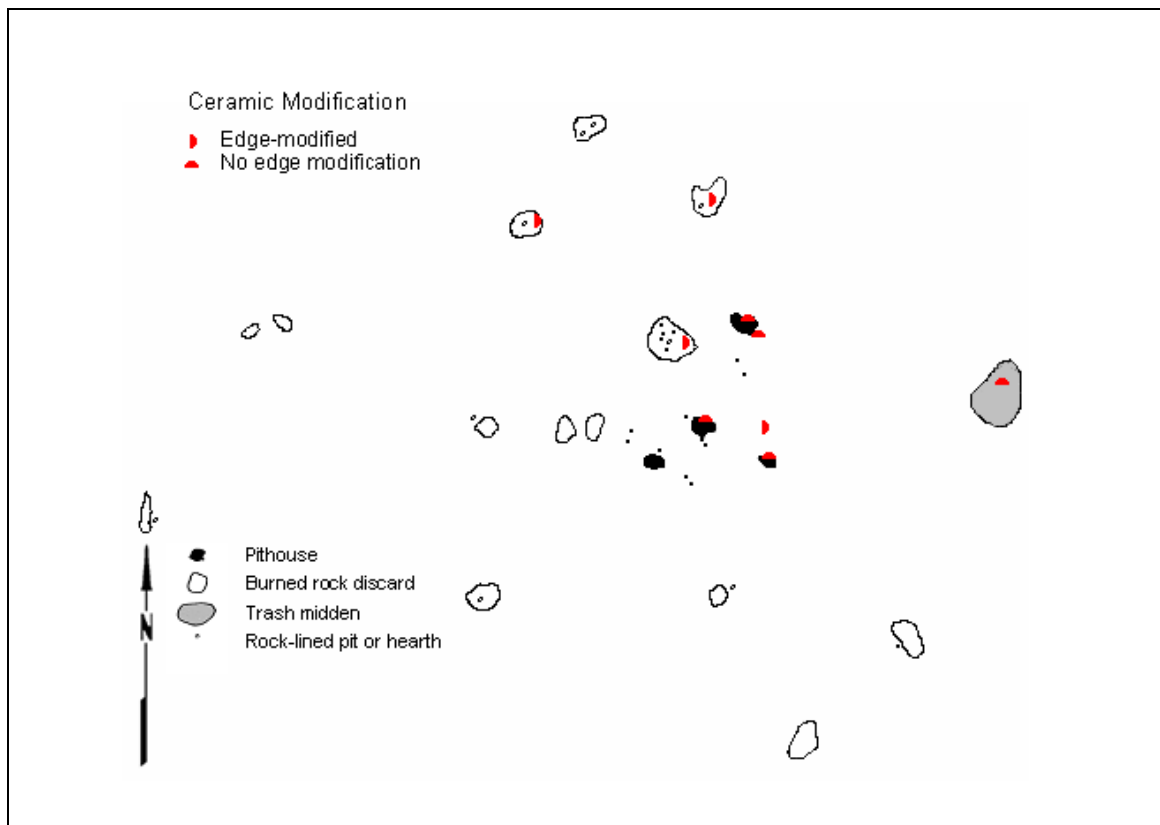 Ceramic Modification
Edge-modified
No edge modification
Pithouse
Burned rock discard
Trash midden
Rock-lined pit or hearth
N